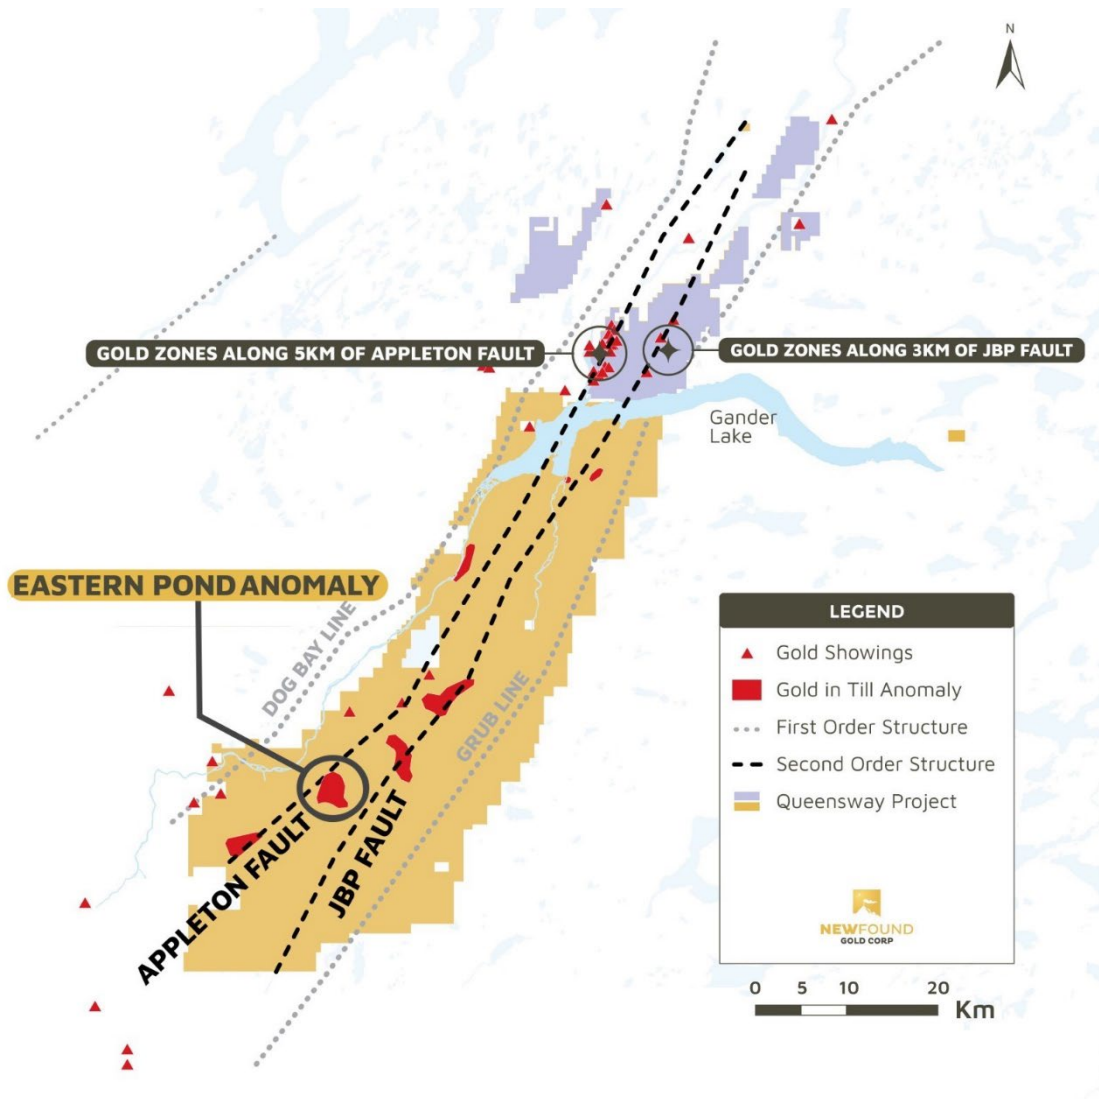 N
GOLD ZONES ALONG 5KM OF APPLETON FAULT
GOLD ZONES ALONG 3KM OF JBP FAULT
Gander
Lake
EASTERN POND ANOMALY
DOG BAY LINE
GRUB LINE
APPLETON FAULT
JBP FAULT
LEGEND
Gold Showings
Gold in Till Anomaly
First Order Structure
Second Order Structure
Queensway Project
NEWFOUND
GOLD CORP
0 5 10 20
Km